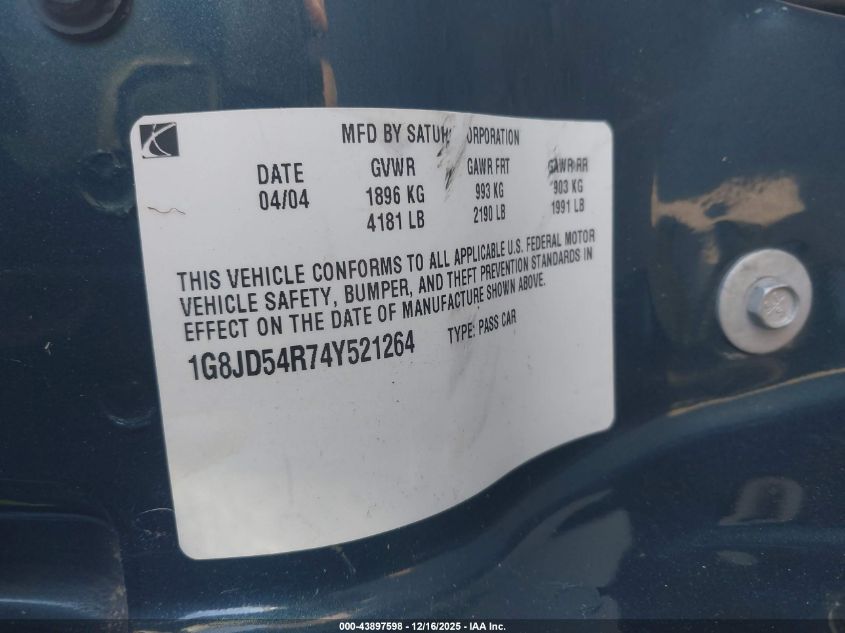 MFD BY SATURN CORPORATION
DATE GVWR GAWR FRT GAWR RR
04/04 1896 KG 993 KG 903 KG
4181 LB 2190 LB 1991 LB
THIS VEHICLE CONFORMS TO ALL APPLICABLE U.S. FEDERAL MOTOR
VEHICLE SAFETY, BUMPER, AND THEFT PREVENTION STANDARDS IN
EFFECT ON THE DATE OF MANUFACTURE SHOWN ABOVE.
1G8JD54R74Y521264 TYPE: PASS CAR
000-43897598 - 12/16/2025 - IAA Inc.